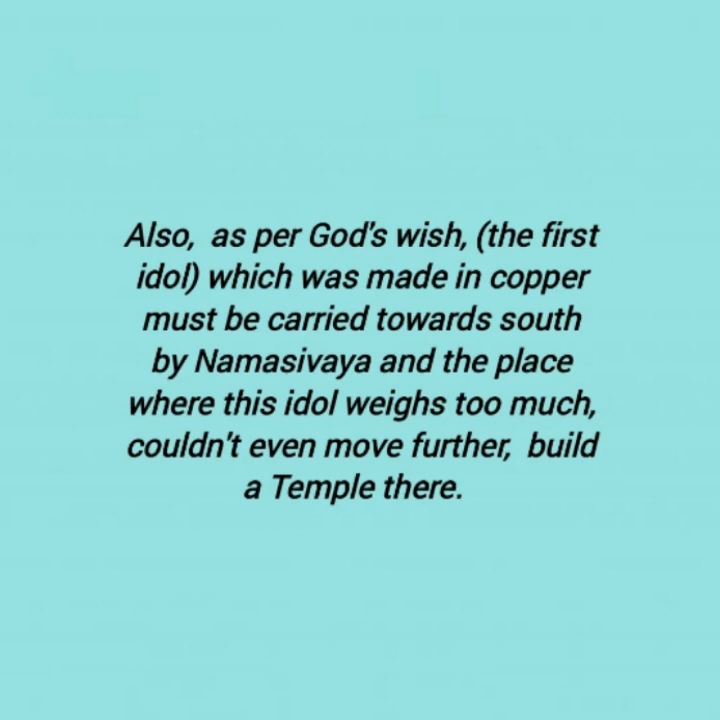 Also,  as per God's wish, (the first
idol) which was made in copper
must be carried towards south
by Namasivaya and the place
where this idol weighs too much,
couldn't even move further,  build
a Temple there.